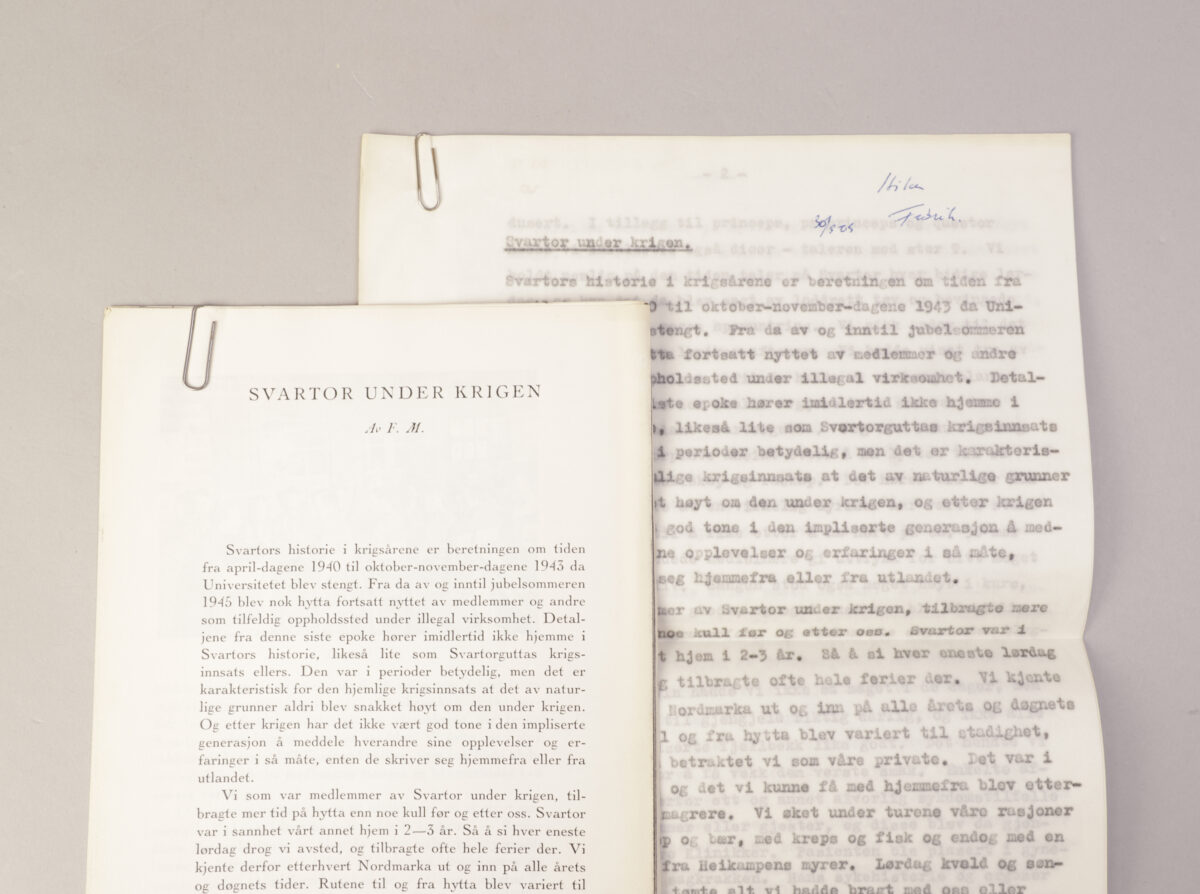 SVARTOR UNDER KRIGEN
Av F. M.
Svartors historie i krigsårene er beretningen om tiden
fra april-dagene 1940 til oktober-november-dagene 1943 da
Universitetet blev stengt. Fra da av og inntil jubelsommeren
1945 blev nok hytta fortsatt nyttet av medlemmer og andre
som tilfeldig oppholdssted under illegal virksomhet. Detal-
jene fra denne siste epoke hører imidlertid ikke hjemme i
Svartors historie, likeså lite som Svartorguttas krigs-
innsats ellers. Den var i perioder betydelig, men det er
karakteristisk for den hjemlige krigsinnsats at det av natur-
lige grunner aldri blev snakket høyt om den under krigen.
Og etter krigen har det ikke vært god tone i den impliserte
generasjon å meddele hverandre sine opplevelser og er-
faringer i så måte, enten de skriver seg hjemmefra eller fra
utlandet.
Vi som var medlemmer av Svartor under krigen, til-
bragte mer tid på hytta enn noe kull før og etter oss. Svartor
var i sannhet vårt annet hjem i 2—3 år. Så å si hver eneste
lørdag drog vi avsted, og tilbragte ofte hele ferier der. Vi
kjente derfor etterhvert Nordmarka ut og inn på alle årets
og døgnets tider. Rutene til og fra hytta blev variert til
- 2 -
Fredrik.
Svartor under krigen.
Svartors historie i krigsårene er beretningen om tiden fra
0 til oktober-november-dagene 1943 da Uni-
stengt. Fra da av og inntil jubelsommeren
tta fortsatt nyttet av medlemmer og andre
pholdssted under illegal virksomhet. Detal-
iste epoke hører imidlertid ikke hjemme i
, likeså lite som Svartorguttas krigsinnsats
i perioder betydelig, men det er karakteris-
lige krigsinnsats at det av naturlige grunner
t høyt om den under krigen, og etter krigen
god tone i den impliserte generasjon å med-
ne opplevelser og erfaringer i så måte,
seg hjemmefra eller fra utlandet.
mer av Svartor under krigen, tilbragte mere
noe kull før og etter oss. Svartor var i
t hjem i 2-3 år. Så å si hver eneste lørdag
g tilbragte ofte hele ferier der. Vi kjente
Nordmarka ut og inn på alle årets og døgnets
l og fra hytta blev variert til stadighet,
betraktet vi som våre private. Det var i
og det vi kunne få med hjemmefra blev etter-
magrere. Vi øket under turene våre rasjoner
p og bær, med kreps og fisk og endog med en
fra Heikampens myrer. Lørdag kveld og søn-
temte alt vi hadde bragt med oss eller